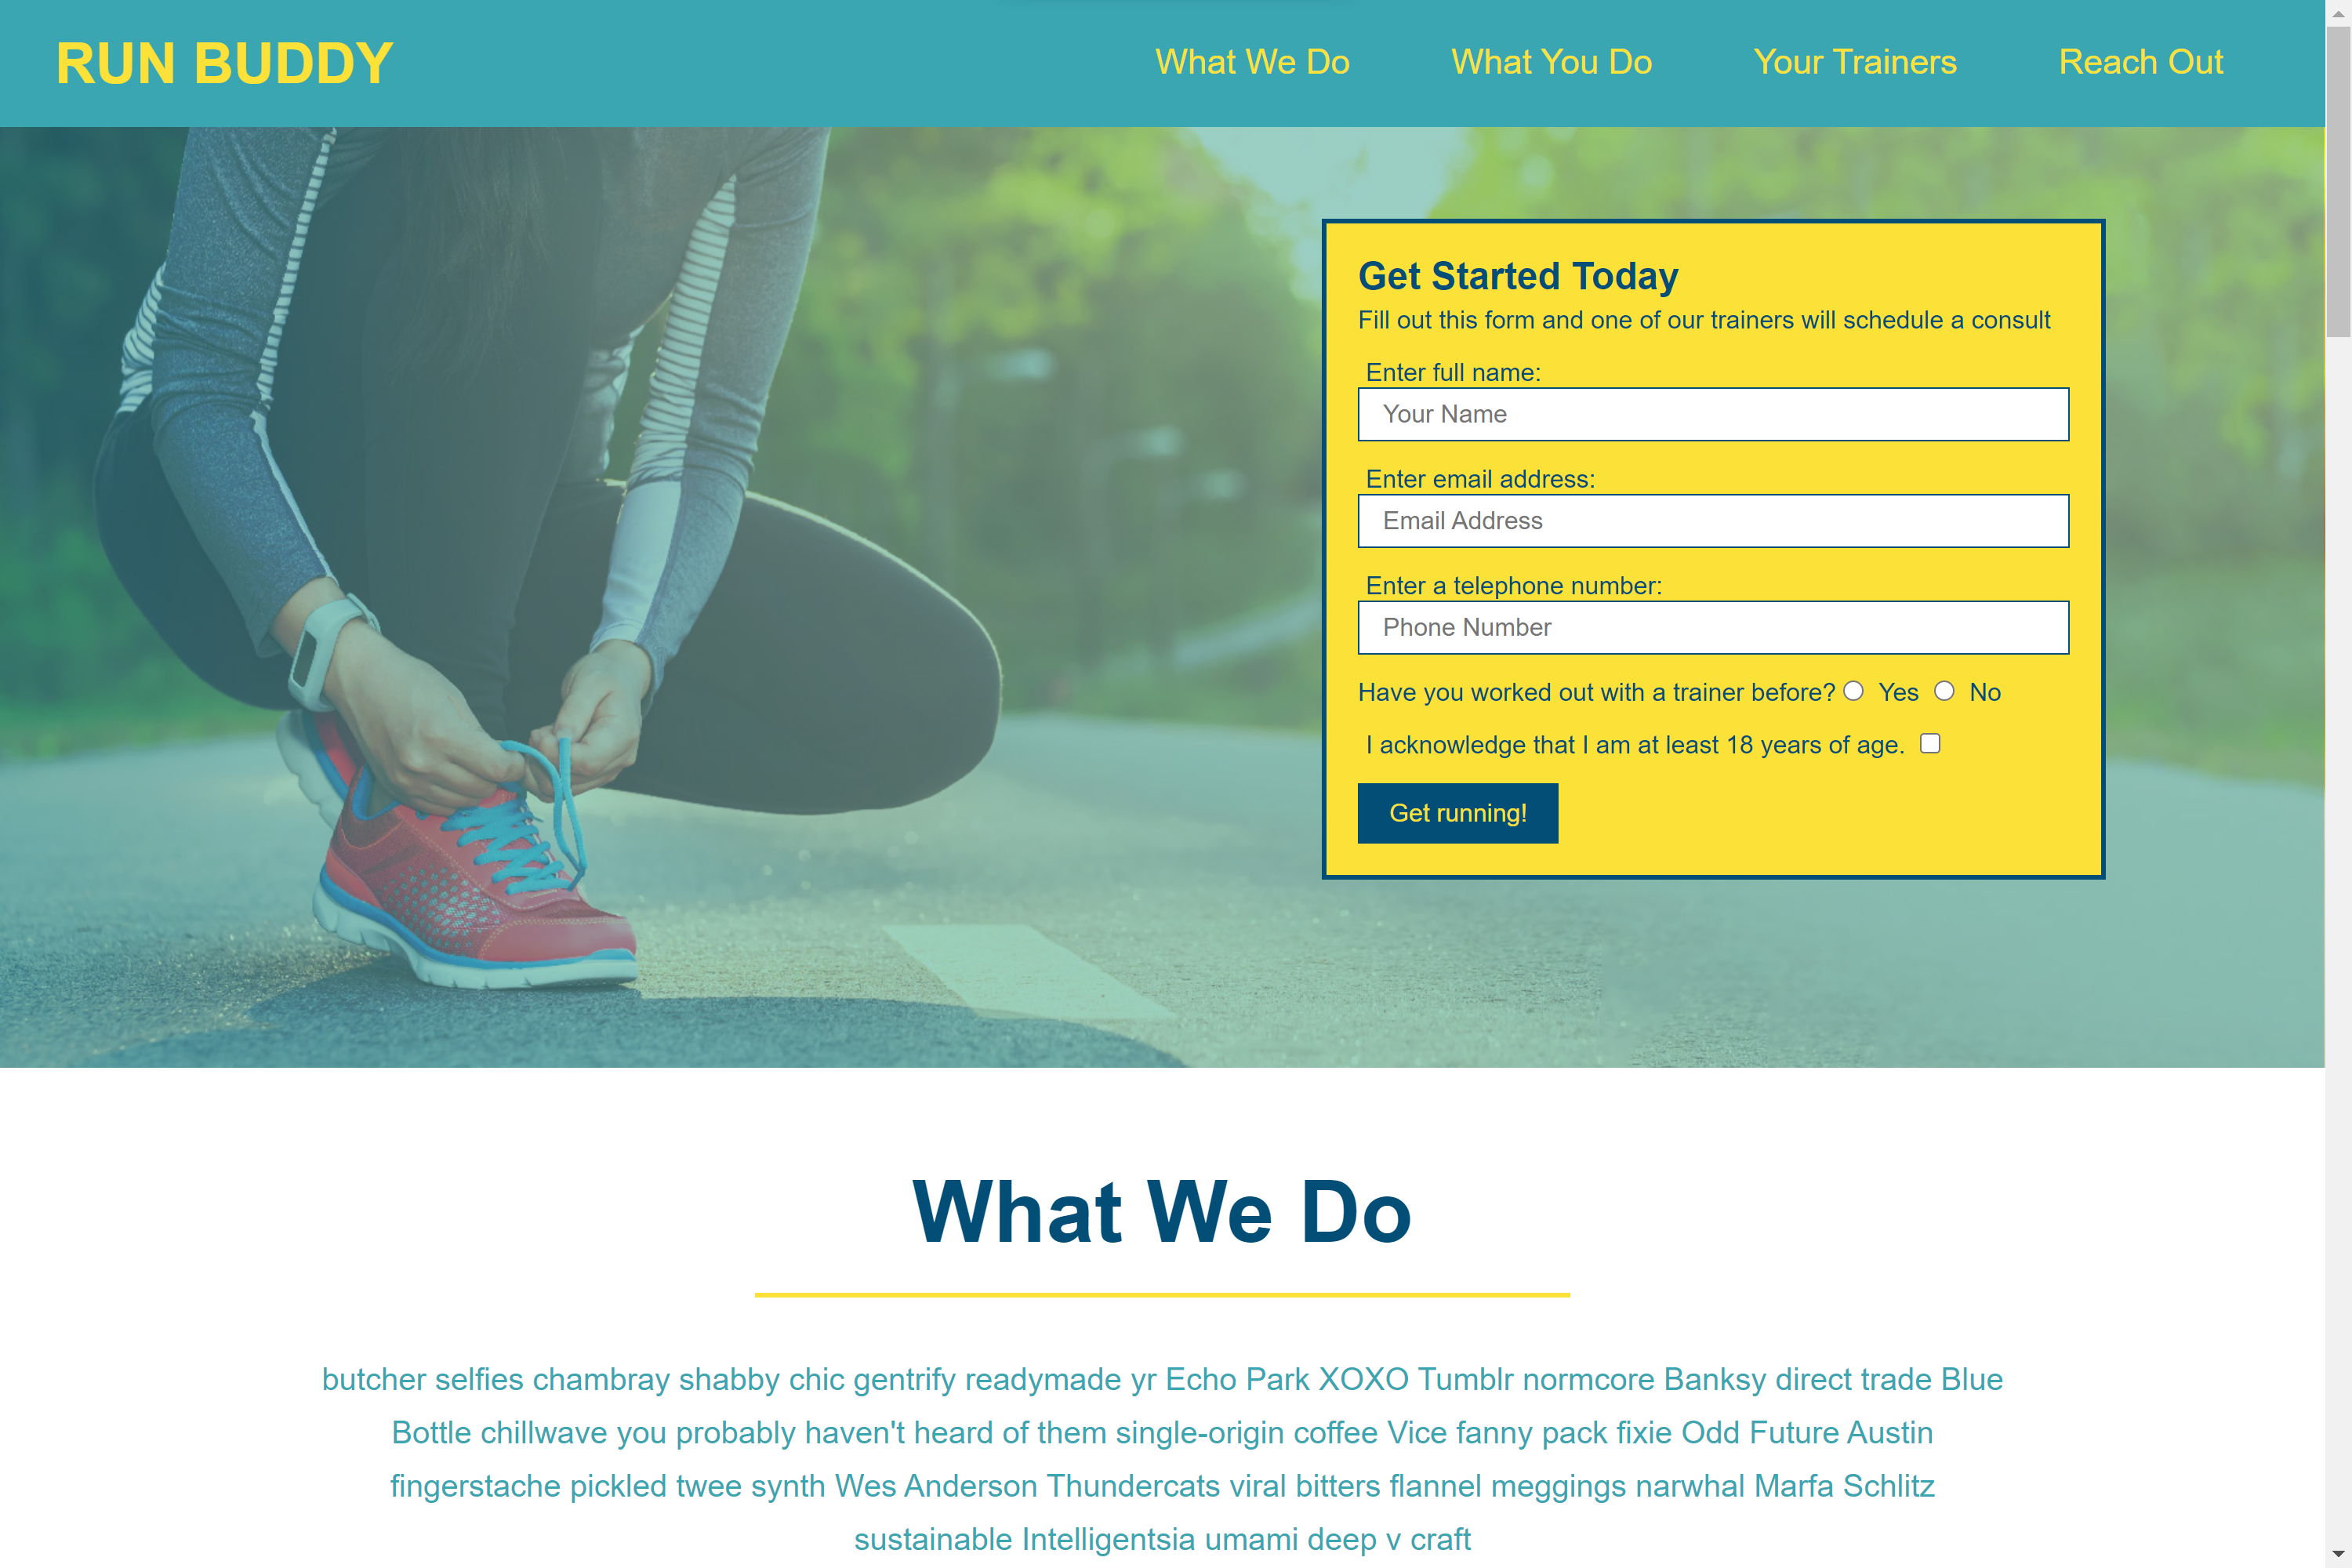 RUN BUDDY
What We Do
What You Do
Your Trainers
Reach Out
Get Started Today
Fill out this form and one of our trainers will schedule a consult
Enter full name:
Your Name
Enter email address:
Email Address
Enter a telephone number:
Phone Number
Have you worked out with a trainer before? Yes No
I acknowledge that I am at least 18 years of age.
Get running!
What We Do
butcher selfies chambray shabby chic gentrify readymade yr Echo Park XOXO Tumblr normcore Banksy direct trade Blue
Bottle chillwave you probably haven't heard of them single-origin coffee Vice fanny pack fixie Odd Future Austin
fingerstache pickled twee synth Wes Anderson Thundercats viral bitters flannel meggings narwhal Marfa Schlitz
sustainable Intelligentsia umami deep v craft